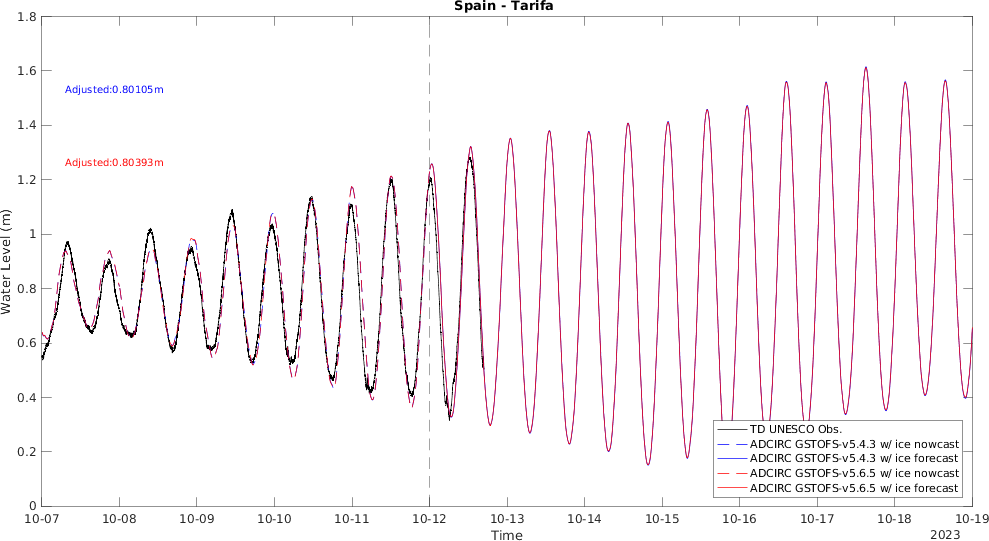 Spain - Tarifa
1.8
1.6
1.4
1.2
1
0.8
0.6
0.4
0.2
0
Water Level (m)
Adjusted:0.80105m
Adjusted:0.80393m
TD UNESCO Obs.
ADCIRC GSTOFS-v5.4.3 w/ ice nowcast
ADCIRC GSTOFS-v5.4.3 w/ ice forecast
ADCIRC GSTOFS-v5.6.5 w/ ice nowcast
ADCIRC GSTOFS-v5.6.5 w/ ice forecast
10-07 10-08 10-09 10-10 10-11 10-12 10-13 10-14 10-15 10-16 10-17 10-18 10-19
Time
2023